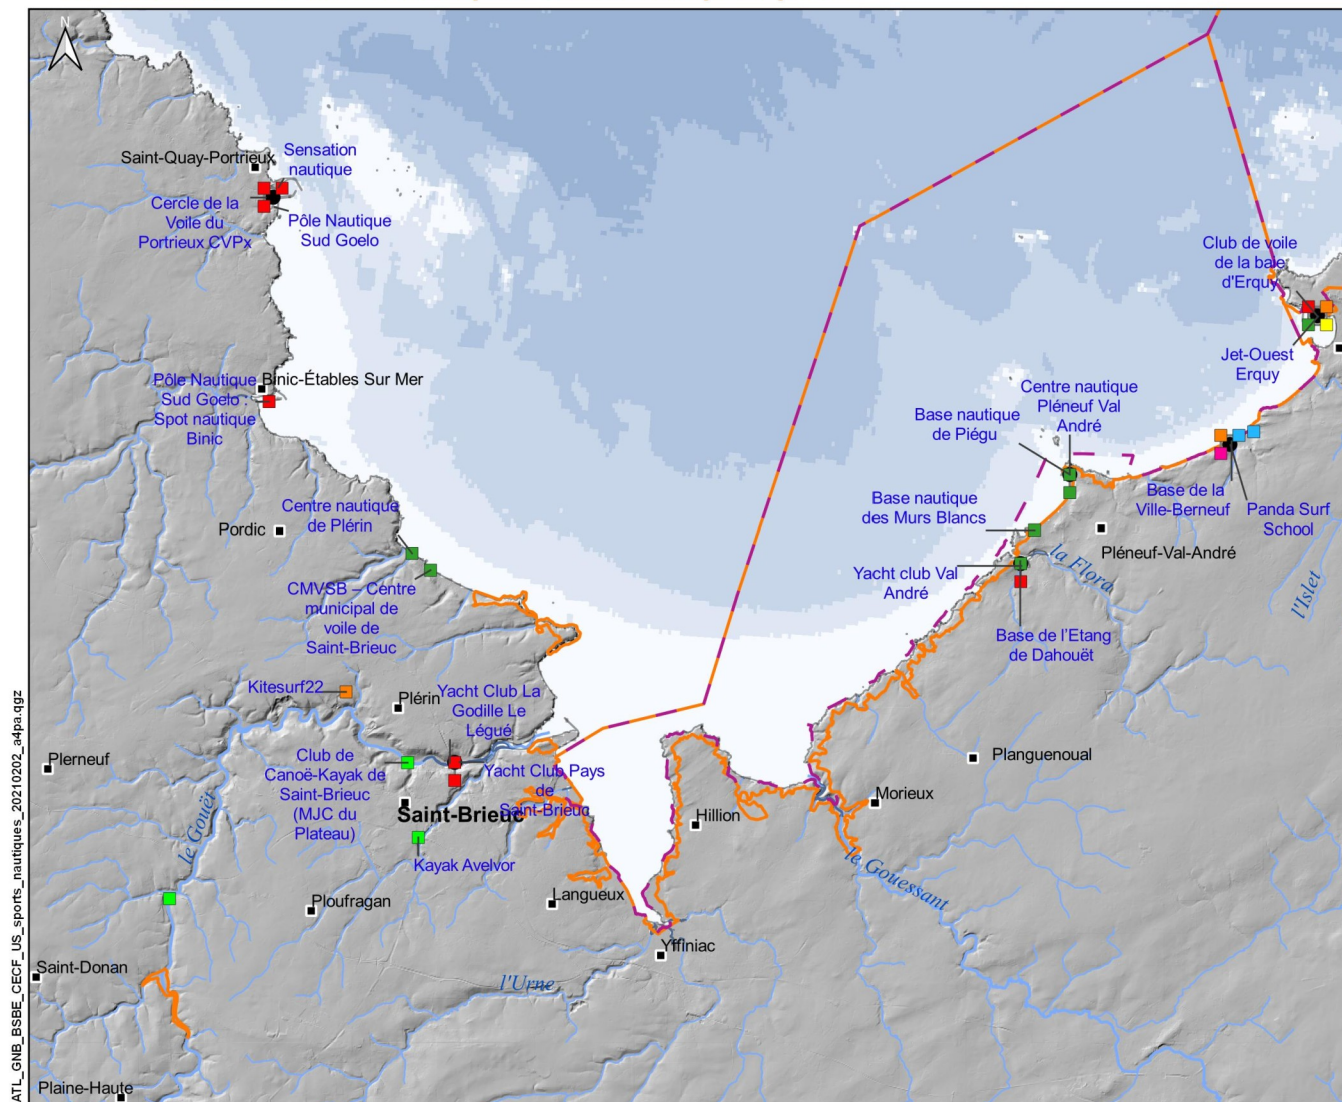 N
Saint-Quay-Portrieux
Sensation
nautique
Cercle de la
Voile du
Portrieux CVPx
Pôle Nautique
Sud Goelo
Club de voile
de la baie
d'Erquy
Jet-Ouest
Erquy
Pôle Nautique
Sud Goelo :
Spot nautique
Binic
Binic-Étables Sur Mer
Centre nautique
Pléneuf Val
André
Base nautique
de Piégu
Base nautique
des Murs Blancs
Base de la
Ville-Berneuf
Panda Surf
School
Centre nautique
de Plérin
Pordic
Pléneuf-Val-André
la Flora
l'Islet
Yacht club Val
André
CMVSB – Centre
municipal de
voile de
Saint-Brieuc
Base de l'Etang
de Dahouët
Kitesurf22
Plérin
Yacht Club La
Godille Le
Légué
Plerneuf
Club de
Canoë-Kayak de
Saint-Brieuc
(MJC du
Plateau)
Yacht Club Pays
de
Saint-Brieuc
Saint-Brieuc
Planguenoual
Morieux
Hillion
le Gouët
Kayak Avelvor
le Gouessant
Ploufragan
Langueux
Yffiniac
Saint-Donan
l'Urne
Plaine-Haute
ATL_GNB_BSBE_CECF_US_sports_nautiques_20210202_a4pa.qgz